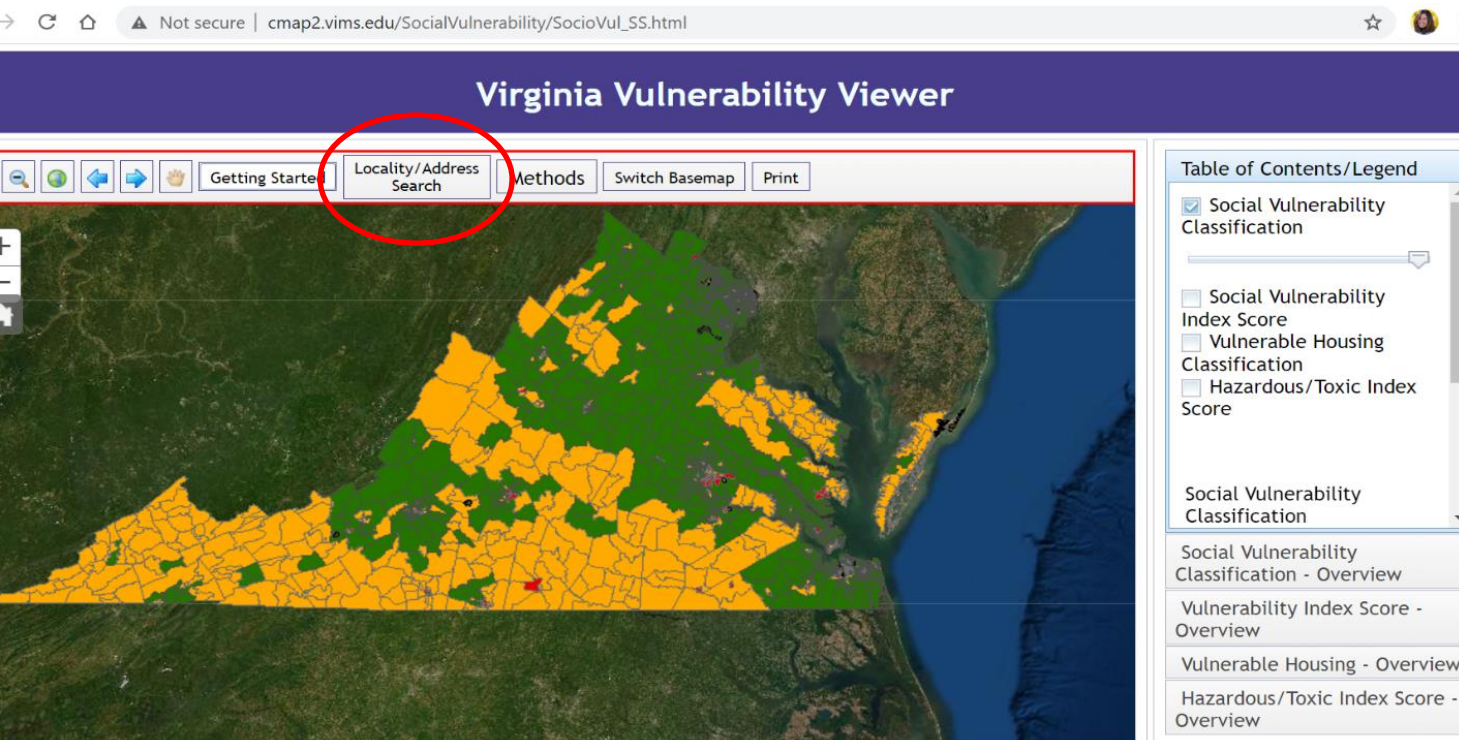 Not secure | cmap2.vims.edu/SocialVulnerability/SocioVul_SS.html
Virginia Vulnerability Viewer
Getting Started
Locality/Address
Search
Methods
Switch Basemap
Print
+
−
Table of Contents/Legend
Social Vulnerability
Classification
Social Vulnerability
Index Score
Vulnerable Housing
Classification
Hazardous/Toxic Index
Score
Social Vulnerability
Classification
Social Vulnerability
Classification - Overview
Vulnerability Index Score -
Overview
Vulnerable Housing - Overview
Hazardous/Toxic Index Score -
Overview